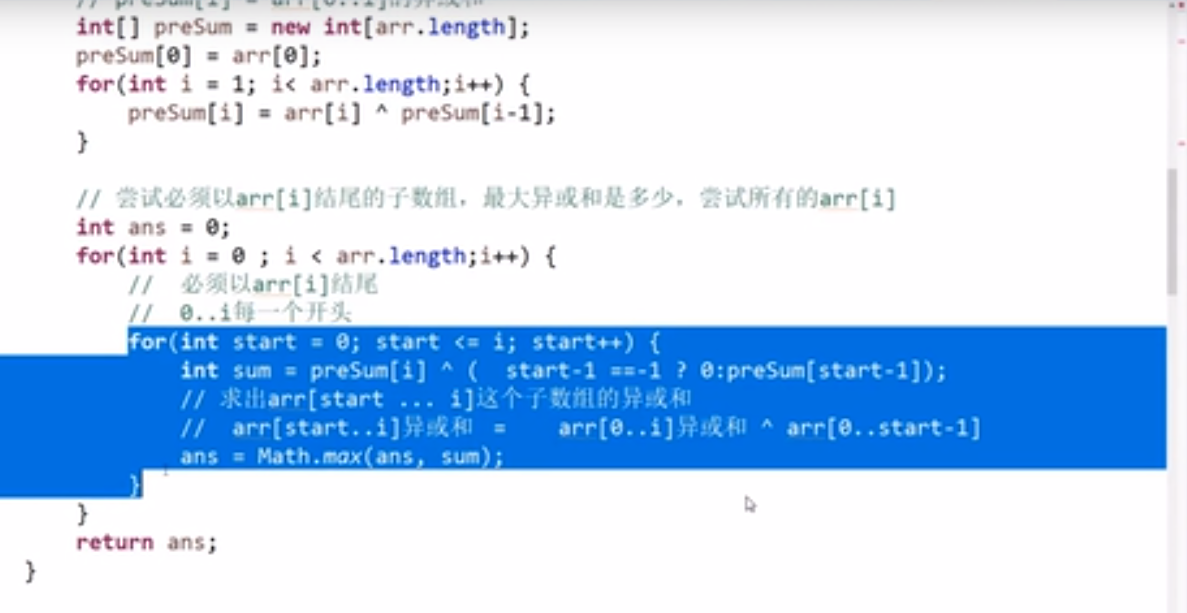 // preSum[i] = arr[0..i]的异或和
int[] preSum = new int[arr.length];
preSum[0] = arr[0];
for(int i = 1; i< arr.length;i++) {
preSum[i] = arr[i] ^ preSum[i-1];
}
// 尝试必须以arr[i]结尾的子数组，最大异或和是多少，尝试所有的arr[i]
int ans = 0;
for(int i = 0 ; i < arr.length;i++) {
// 必须以arr[i]结尾
// 0..i每一个开头
for(int start = 0; start <= i; start++) {
int sum = preSum[i] ^ ( start-1 ==-1 ? 0:preSum[start-1]);
// 求出arr[start ... i]这个子数组的异或和
// arr[start..i]异或和 = arr[0..i]异或和 ^ arr[0..start-1]
ans = Math.max(ans, sum);
}
}
return ans;
}